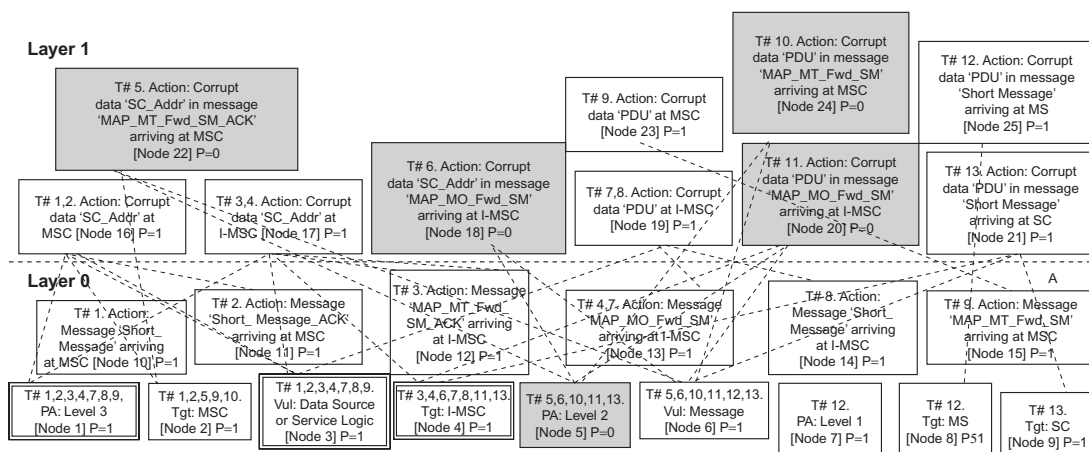 Layer 1
T# 5. Action: Corrupt
data ‘SC_Addr’ in message
‘MAP_MT_Fwd_SM_ACK’
arriving at MSC
[Node 22] P=0
T# 10. Action: Corrupt
data ‘PDU’ in message
‘MAP_MT_Fwd_SM’
arriving at MSC
[Node 24] P=0
T# 12. Action: Corrupt
data ‘PDU’ in message
‘Short Message’
arriving at MS
[Node 25] P=1
T# 9. Action: Corrupt
data ‘PDU’ at MSC
[Node 23] P=1
T# 6. Action: Corrupt
data ‘SC_Addr’ in message
‘MAP_MO_Fwd_SM’
arriving at I-MSC
[Node 18] P=0
T# 11. Action: Corrupt
data ‘PDU’ in message
‘MAP_MO_Fwd_SM’
arriving at I-MSC
[Node 20] P=0
T# 13. Action: Corrupt
data ‘PDU’ in message
‘Short Message’
arriving at SC
[Node 21] P=1
T# 1,2. Action: Corrupt
data ‘SC_Addr’ at
MSC [Node 16] P=1
T# 3,4. Action: Corrupt
data ‘SC_Addr’ at
I-MSC [Node 17] P=1
T# 7,8. Action: Corrupt
data ‘PDU’ at I-MSC
[Node 19] P=1
Layer 0
A
T# 1. Action:
Message ‘Short_
Message’ arriving
at MSC [Node 10] P=1
T# 2. Action: Message
‘Short_ Message_ACK’
arriving at MSC
[Node 11] P=1
T# 3. Action: Message
‘MAP_MT_Fwd_
SM_ACK’ arriving
at I-MSC
[Node 12] P=1
T# 4,7. Action: Message
‘MAP_MO_Fwd_SM’
arriving at I-MSC
[Node 13] P=1
T# 8. Action:
Message ‘Short_
Message’ arriving
at I-MSC
[Node 14] P=1
T# 9. Action: Message
‘MAP_MT_Fwd_SM’
arriving at MSC
[Node 15] P=1
T# 1,2,3,4,7,8,9,
PA: Level 3
[Node 1] P=1
T# 1,2,5,9,10.
Tgt: MSC
[Node 2] P=1
T# 1,2,3,4,7,8,9.
Vul: Data Source
or Service Logic
[Node 3] P=1
T# 3,4,6,7,8,11,13.
Tgt: I-MSC
[Node 4] P=1
T# 5,6,10,11,13.
PA: Level 2
[Node 5] P=0
T# 5,6,10,11,12,13.
Vul: Message
[Node 6] P=1
T# 12.
PA: Level 1
[Node 7] P=1
T# 12.
Tgt: MS
[Node 8] P51
T# 13.
Tgt: SC
[Node 9] P=1